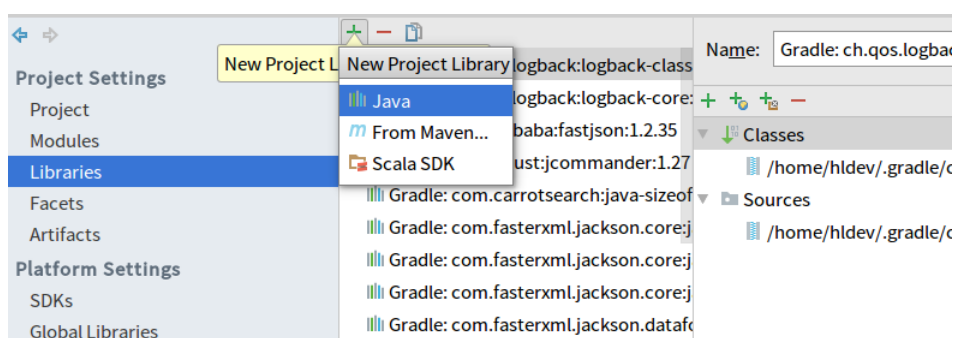 Project Settings
Project
Modules
Libraries
Facets
Artifacts
Platform Settings
SDKs
Global Libraries
New Project L
New Project Library
Java
From Maven...
Scala SDK
logback:logback-class
logback:logback-core:
baba:fastjson:1.2.35
ust:jcommander:1.27
Gradle: com.carrotsearch:java-sizeof
Gradle: com.fasterxml.jackson.core:j
Gradle: com.fasterxml.jackson.core:j
Gradle: com.fasterxml.jackson.core:j
Gradle: com.fasterxml.jackson.datafo
Name: Gradle: ch.qos.logbac
Classes
/home/hldev/.gradle/c
Sources
/home/hldev/.gradle/c